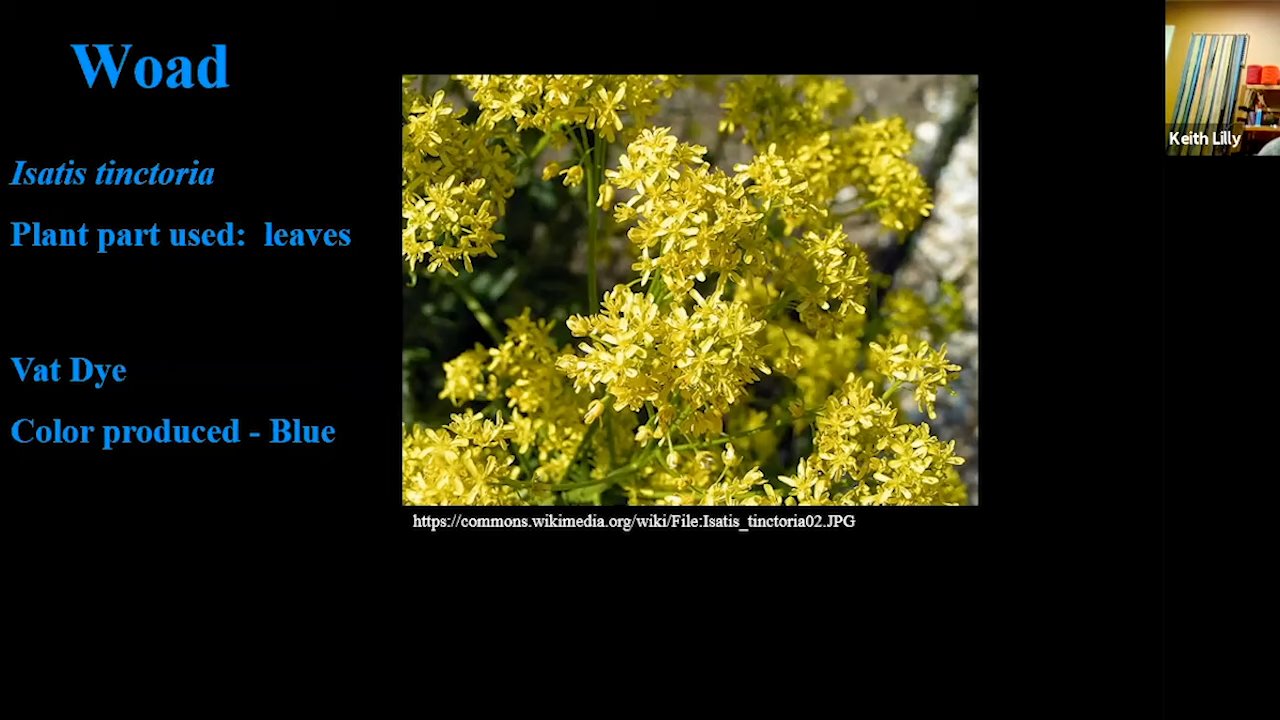 Woad
Isatis tinctoria
Plant part used: leaves
Vat Dye
Color produced - Blue
https://commons.wikimedia.org/wiki/File:Isatis_tinctoria02.JPG
Keith Lilly